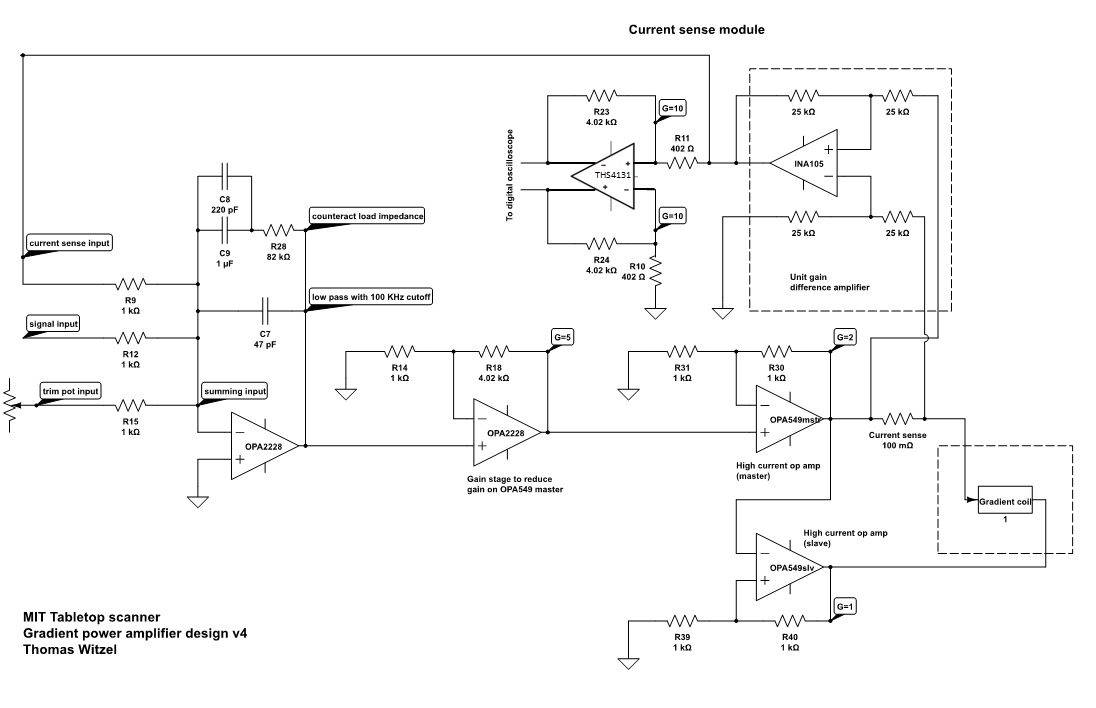 Current sense module
R23
4.02 kΩ
G=10
R11
402 Ω
To digital oscilloscope
THS4131
25 kΩ
25 kΩ
INA105
25 kΩ
25 kΩ
Unit gain
difference amplifier
G=10
R24
4.02 kΩ
R10
402 Ω
C8
220 pF
C9
1 µF
R28
82 kΩ
counteract load impedance
current sense input
R9
1 kΩ
low pass with 100 KHz cutoff
C7
47 pF
signal input
R12
1 kΩ
trim pot input
R15
1 kΩ
summing input
OPA2228
R14
1 kΩ
R18
4.02 kΩ
G=5
OPA2228
Gain stage to reduce
gain on OPA549 master
R31
1 kΩ
R30
1 kΩ
G=2
OPA549mstr
High current op amp
(master)
Current sense
100 mΩ
Gradient coil
1
High current op amp
(slave)
OPA549slv
G=1
R39
1 kΩ
R40
1 kΩ
MIT Tabletop scanner
Gradient power amplifier design v4
Thomas Witzel